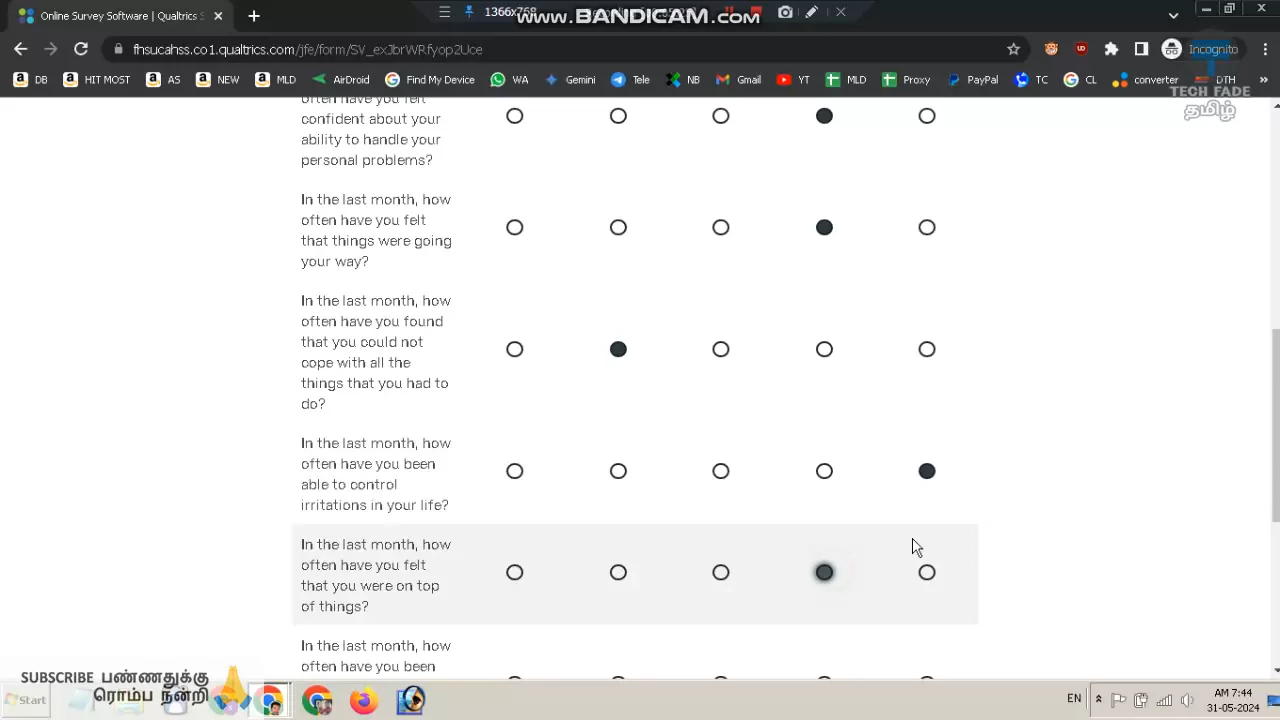 1366x768
www.BANDICAM.com
Online Survey Software | Qualtrics S
fhsucahss.co1.qualtrics.com/jfe/form/SV_exJbrWRfyop2Uce
Incognito
DB HIT MOST AS NEW MLD AirDroid Find My Device WA Gemini Tele NB Gmail YT MLD Proxy PayPal TC CL converter DTH
TECH FADE
தமிழ்
often have you felt
confident about your
ability to handle your
personal problems?
In the last month, how
often have you felt
that things were going
your way?
In the last month, how
often have you found
that you could not
cope with all the
things that you had to
do?
In the last month, how
often have you been
able to control
irritations in your life?
In the last month, how
often have you felt
that you were on top
of things?
In the last month, how
often have you been
SUBSCRIBE பண்ணதுக்கு
ரொம்ப நன்றி
Start
EN
AM 7:44
31-05-2024